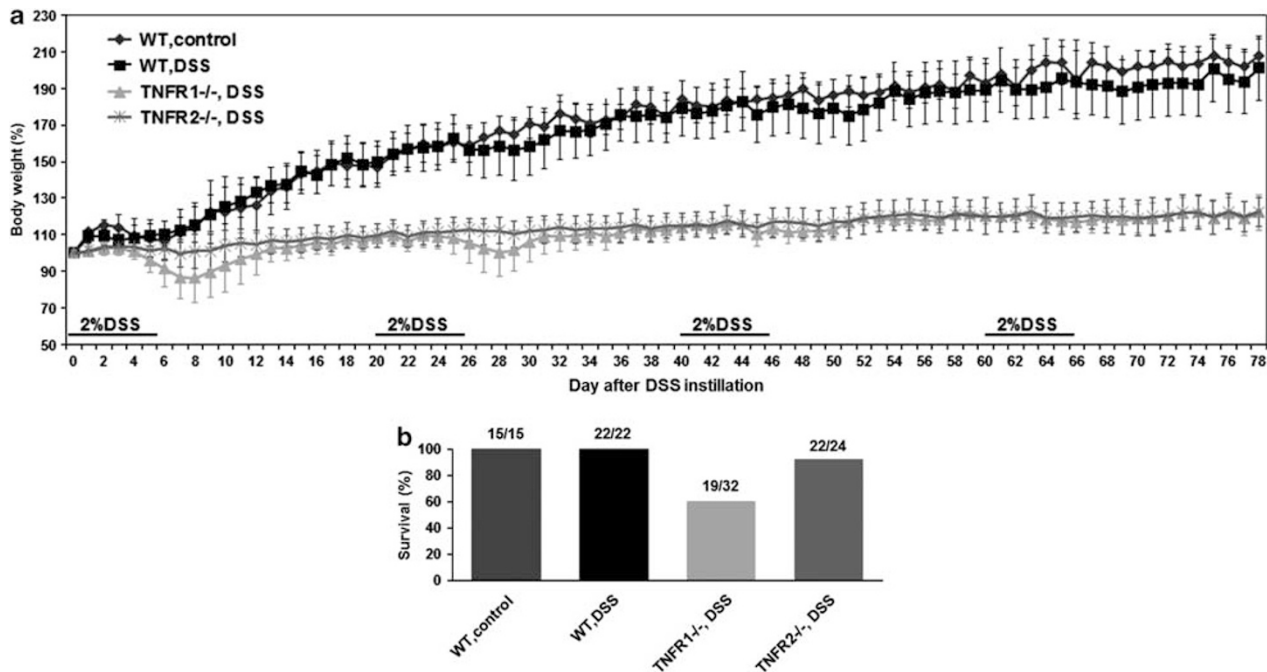 a
230
210
190
170
150
130
110
90
70
50
Body weight (%)
WT,control
WT,DSS
TNFR1-/-, DSS
TNFR2-/-, DSS
2%DSS 2%DSS 2%DSS 2%DSS
0 2 4 6 8 10 12 14 16 18 20 22 24 26 28 30 32 34 36 38 40 42 44 46 48 50 52 54 56 58 60 62 64 66 68 70 72 74 76 78
Day after DSS instillation
b
15/15 22/22 19/32 22/24
100
80
60
40
20
0
Survival (%)
WT,control
WT,DSS
TNFR1-/-, DSS
TNFR2-/-, DSS